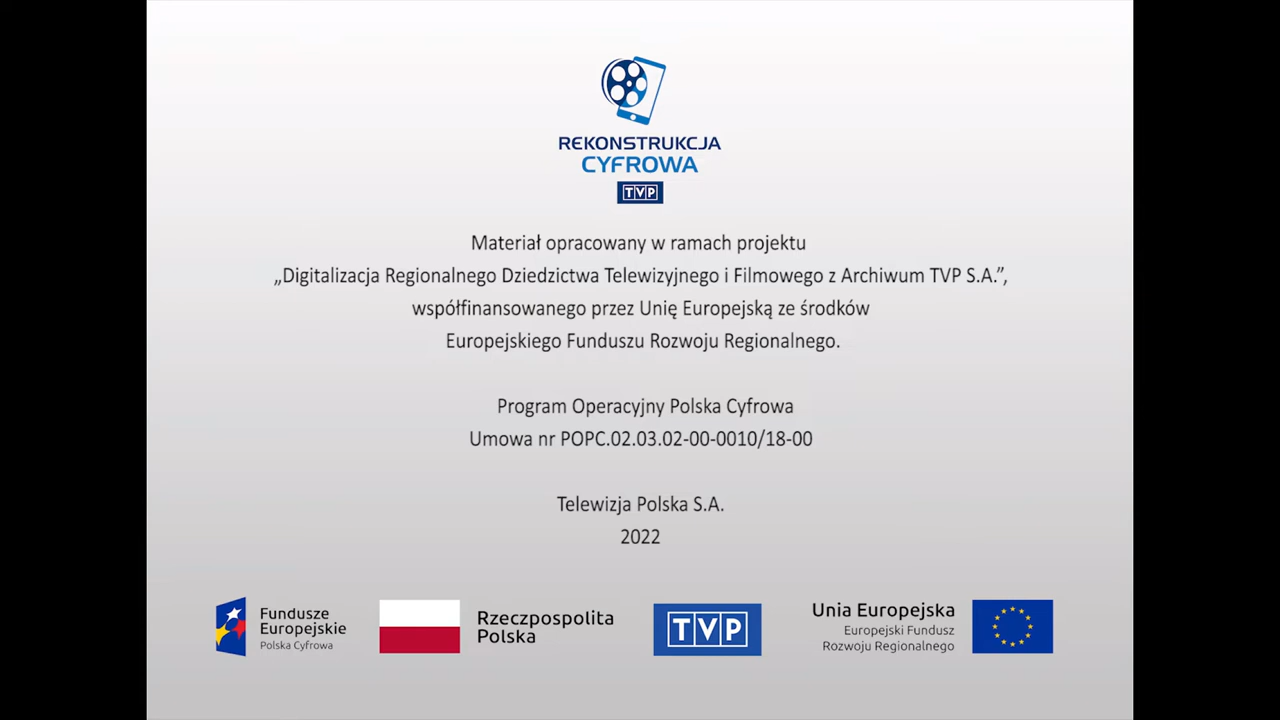 REKONSTRUKCJA
CYFROWA
TVP
Materiał opracowany w ramach projektu
„Digitalizacja Regionalnego Dziedzictwa Telewizyjnego i Filmowego z Archiwum TVP S.A.”,
współfinansowanego przez Unię Europejską ze środków
Europejskiego Funduszu Rozwoju Regionalnego.
Program Operacyjny Polska Cyfrowa
Umowa nr POPC.02.03.02-00-0010/18-00
Telewizja Polska S.A.
2022
Fundusze
Europejskie
Polska Cyfrowa
Rzeczpospolita
Polska
TVP
Unia Europejska
Europejski Fundusz
Rozwoju Regionalnego